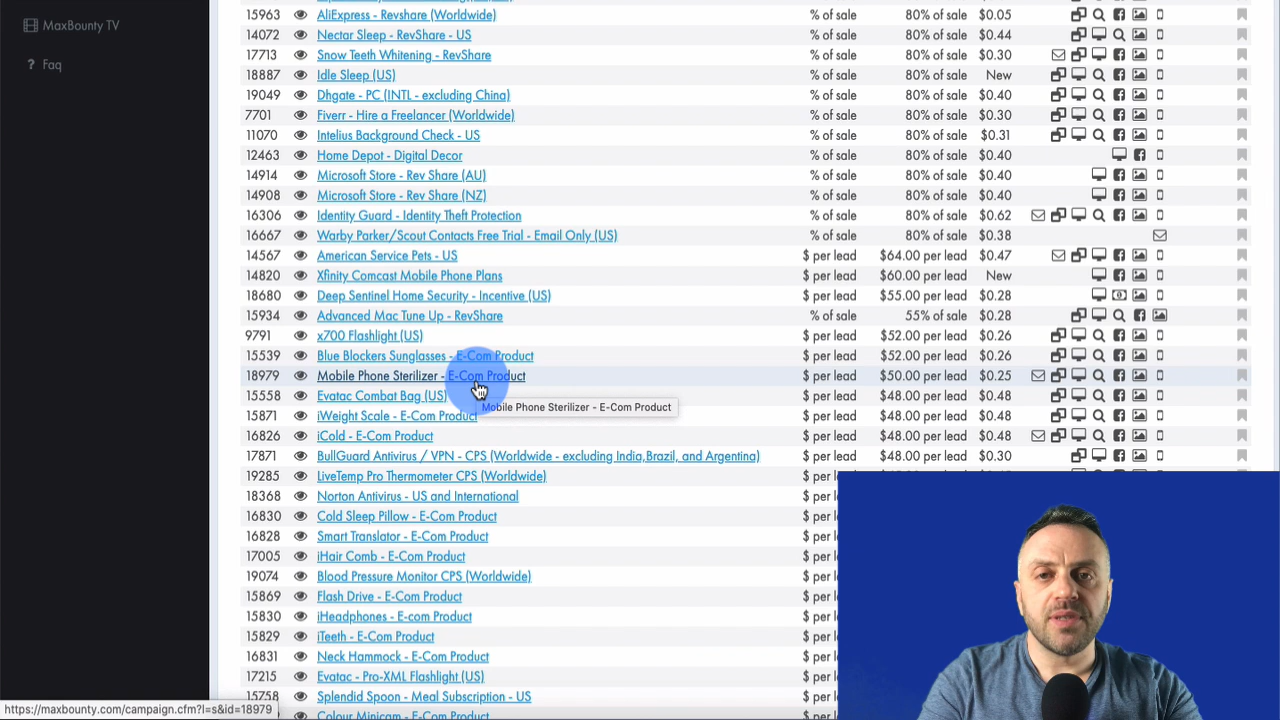 MaxBounty TV
? Faq
15963 AliExpress - Revshare (Worldwide) % of sale 80% of sale $0.05
14072 Nectar Sleep - RevShare - US % of sale 80% of sale $0.44
17713 Snow Teeth Whitening - RevShare % of sale 80% of sale $0.30
18887 Idle Sleep (US) % of sale 80% of sale New
19049 Dhgate - PC (INTL - excluding China) % of sale 80% of sale $0.40
7701 Fiverr - Hire a Freelancer (Worldwide) % of sale 80% of sale $0.30
11070 Intelius Background Check - US % of sale 80% of sale $0.31
12463 Home Depot - Digital Decor % of sale 80% of sale $0.40
14914 Microsoft Store - Rev Share (AU) % of sale 80% of sale $0.40
14908 Microsoft Store - Rev Share (NZ) % of sale 80% of sale $0.40
16306 Identity Guard - Identity Theft Protection % of sale 80% of sale $0.62
16667 Warby Parker/Scout Contacts Free Trial - Email Only (US) % of sale 80% of sale $0.38
14567 American Service Pets - US $ per lead $64.00 per lead $0.47
14820 Xfinity Comcast Mobile Phone Plans $ per lead $60.00 per lead New
18680 Deep Sentinel Home Security - Incentive (US) $ per lead $55.00 per lead $0.28
15934 Advanced Mac Tune Up - RevShare % of sale 55% of sale $0.28
9791 x700 Flashlight (US) $ per lead $52.00 per lead $0.26
15539 Blue Blockers Sunglasses - E-Com Product $ per lead $52.00 per lead $0.26
18979 Mobile Phone Sterilizer - E-Com Product $ per lead $50.00 per lead $0.25
15558 Evatac Combat Bag (US) $ per lead $48.00 per lead $0.48
Mobile Phone Sterilizer - E-Com Product
15871 iWeight Scale - E-Com Product $ per lead $48.00 per lead $0.48
16826 iCold - E-Com Product $ per lead $48.00 per lead $0.48
17871 BullGuard Antivirus / VPN - CPS (Worldwide - excluding India,Brazil, and Argentina) $ per lead $48.00 per lead $0.30
19285 LiveTemp Pro Thermometer CPS (Worldwide) $ per l
18368 Norton Antivirus - US and International $ per l
16830 Cold Sleep Pillow - E-Com Product $ per l
16828 Smart Translator - E-Com Product $ per l
17005 iHair Comb - E-Com Product $ per l
19074 Blood Pressure Monitor CPS (Worldwide) $ per l
15869 Flash Drive - E-Com Product $ per l
15830 iHeadphones - E-com Product $ per l
15829 iTeeth - E-Com Product $ per l
16831 Neck Hammock - E-Com Product $ per l
17215 Evatac - Pro-XML Flashlight (US) $ per l
15758 Splendid Spoon - Meal Subscription - US $ per l
Colour Minicam - E-Com Product
https://maxbounty.com/campaign.cfm?l=s&id=18979